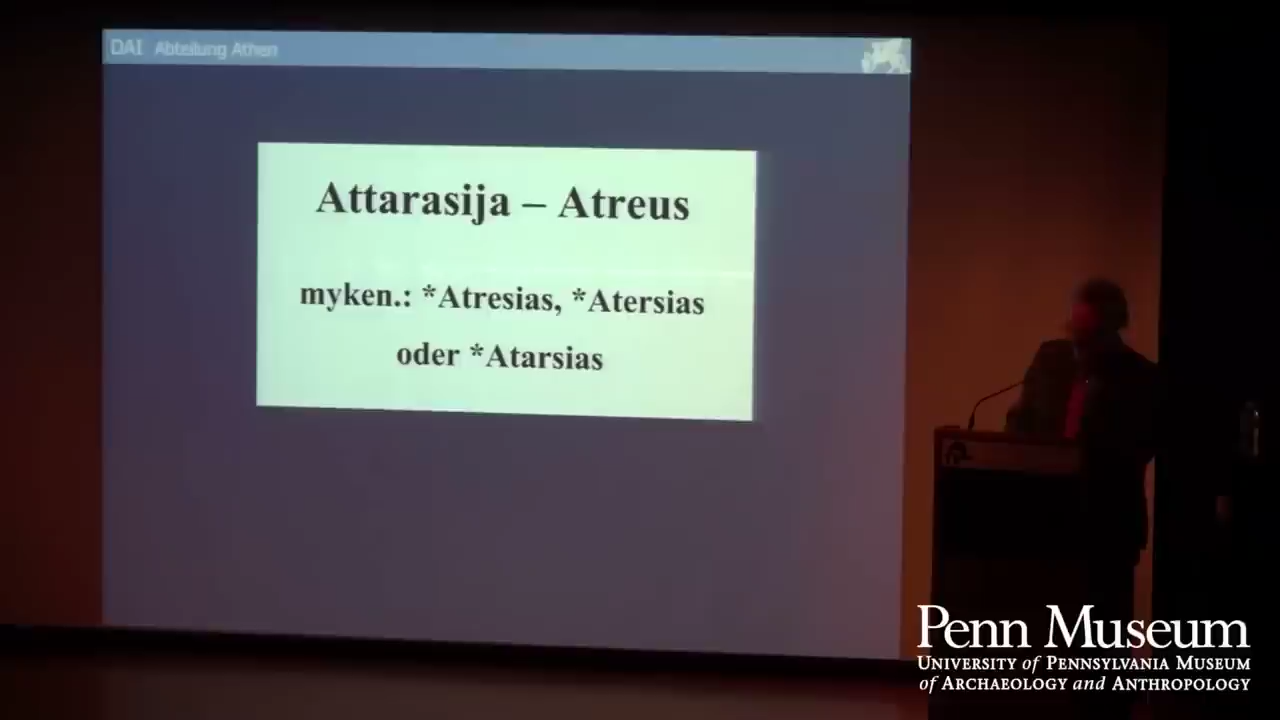 DAI Abteilung Athen
Attarasija – Atreus
myken.: *Atresias, *Atersias
oder *Atarsias
Penn Museum
UNIVERSITY of PENNSYLVANIA MUSEUM
of ARCHAEOLOGY and ANTHROPOLOGY